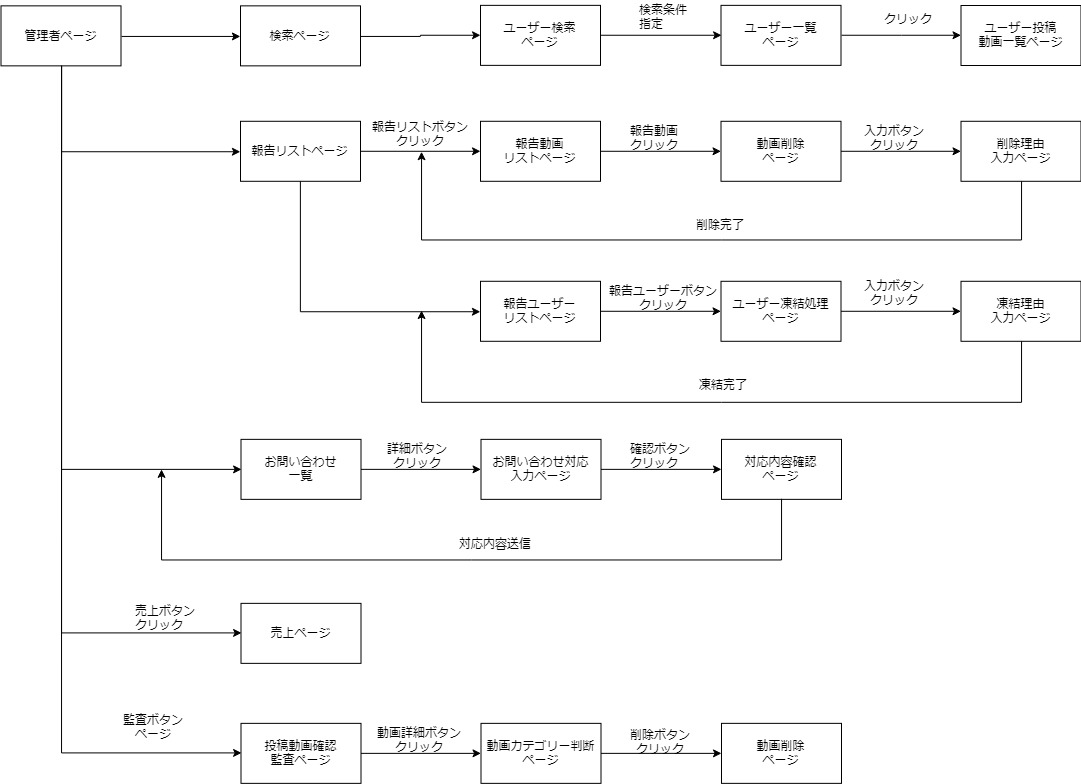 管理者ページ
検索ページ
ユーザー検索
ページ
検索条件
指定
ユーザー一覧
ページ
クリック
ユーザー投稿
動画一覧ページ
報告リストページ
報告リストボタン
クリック
報告動画
リストページ
報告動画
クリック
動画削除
ページ
入力ボタン
クリック
削除理由
入力ページ
削除完了
報告ユーザー
リストページ
報告ユーザーボタン
クリック
ユーザー凍結処理
ページ
入力ボタン
クリック
凍結理由
入力ページ
凍結完了
お問い合わせ
一覧
詳細ボタン
クリック
お問い合わせ対応
入力ページ
確認ボタン
クリック
対応内容確認
ページ
対応内容送信
売上ボタン
クリック
売上ページ
監査ボタン
ページ
投稿動画確認
監査ページ
動画詳細ボタン
クリック
動画カテゴリー判断
ページ
削除ボタン
クリック
動画削除
ページ